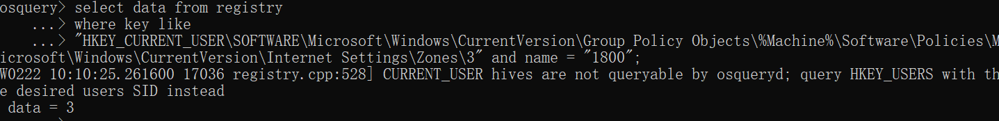 osquery> select data from registry
    ...> where key like
    ...> "HKEY_CURRENT_USER\SOFTWARE\Microsoft\Windows\CurrentVersion\Group Policy Objects\%Machine%\Software\Policies\M
icrosoft\Windows\CurrentVersion\Internet Settings\Zones\3" and name = "1800";
W0222 10:10:25.261600 17036 registry.cpp:528] CURRENT_USER hives are not queryable by osqueryd; query HKEY_USERS with th
e desired users SID instead
 data = 3